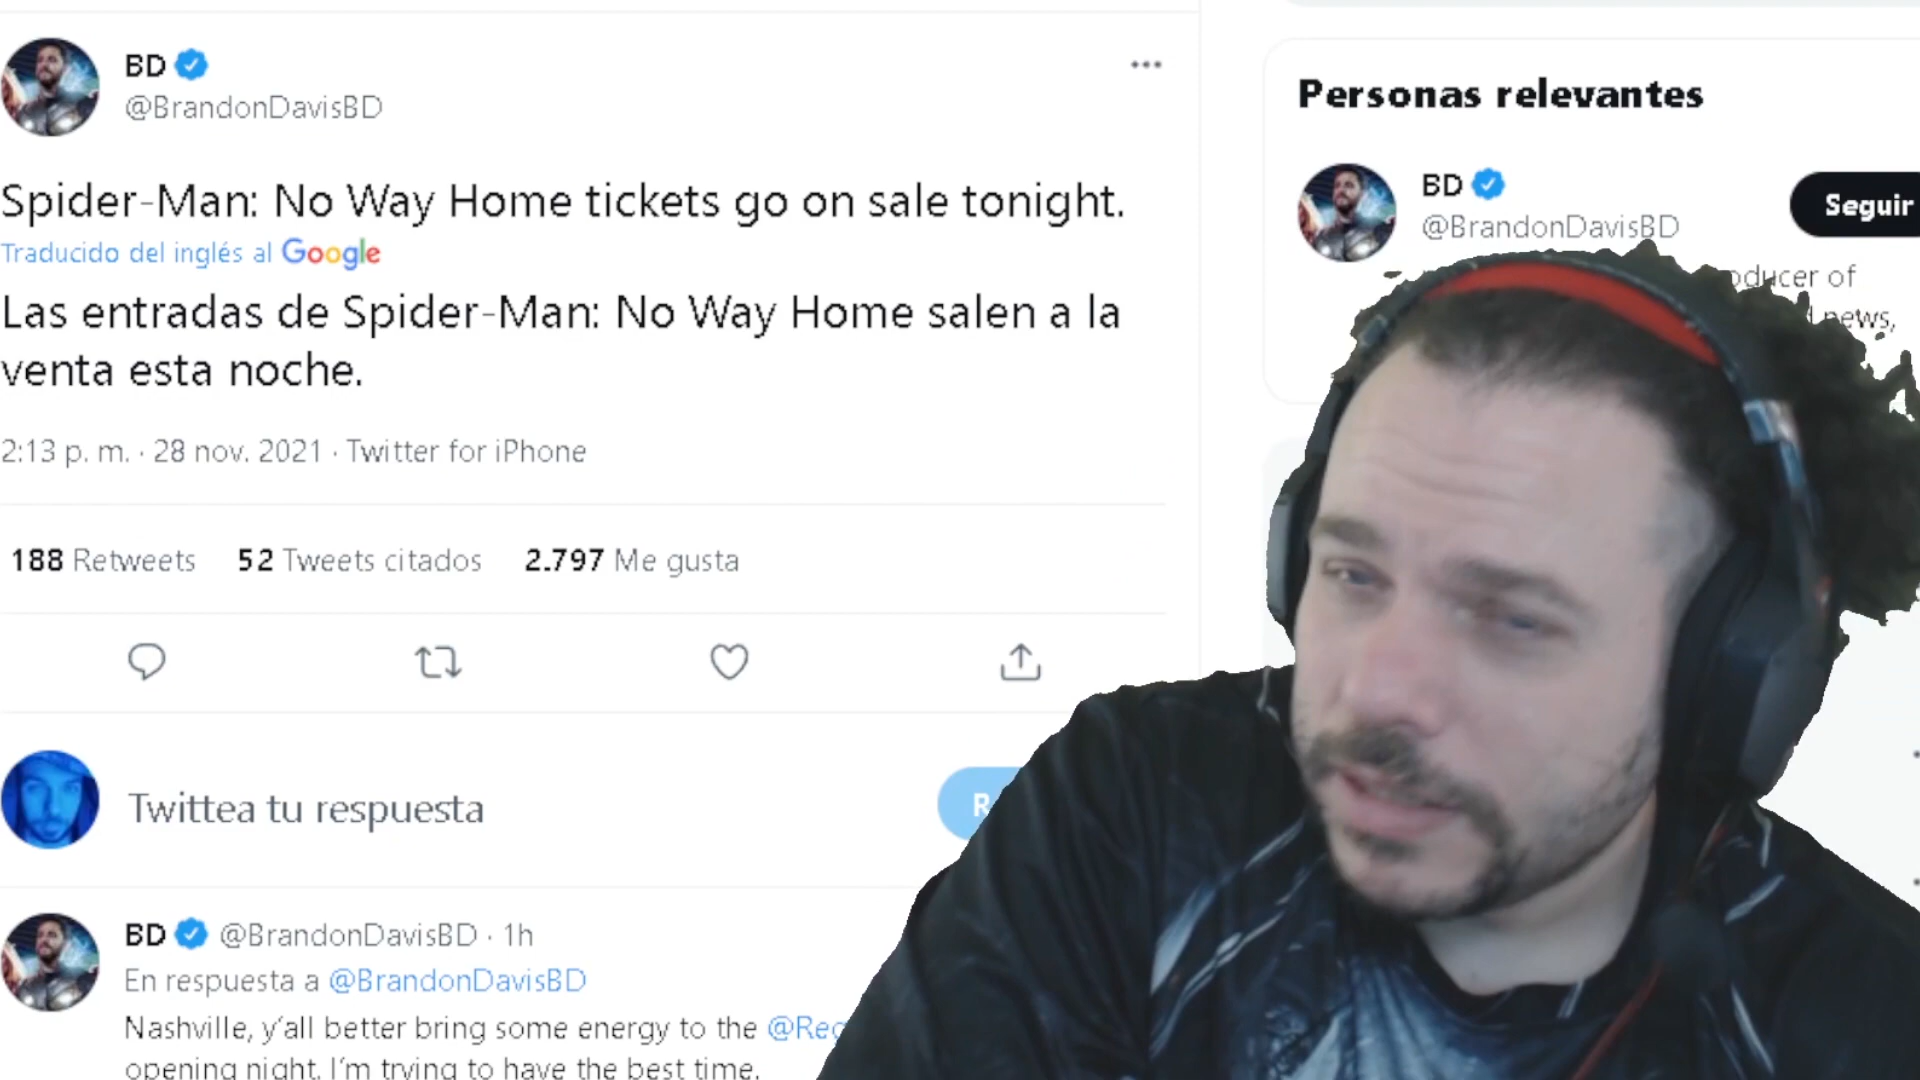 BD
@BrandonDavisBD
Spider-Man: No Way Home tickets go on sale tonight.
Traducido del inglés al Google
Las entradas de Spider-Man: No Way Home salen a la
venta esta noche.
2:13 p. m. · 28 nov. 2021 · Twitter for iPhone
188 Retweets 52 Tweets citados 2.797 Me gusta
Twittea tu respuesta
BD @BrandonDavisBD · 1h
En respuesta a @BrandonDavisBD
Nashville, y'all better bring some energy to the
opening night. I'm trying to have the best time.
Personas relevantes
BD
@BrandonDavisBD
Seguir
of
news,